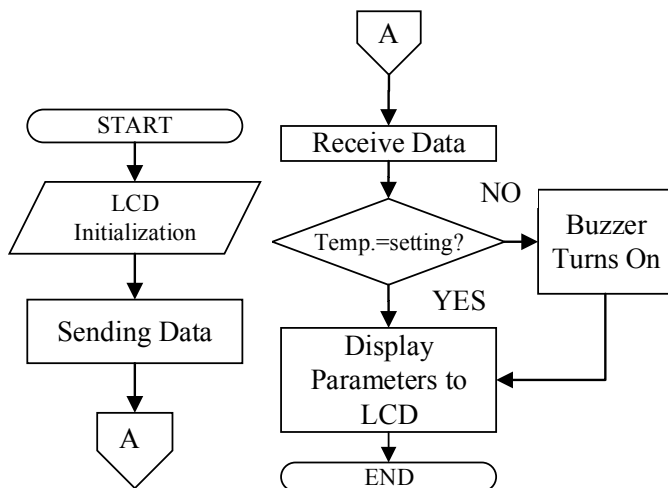 START
LCD
Initialization
Sending Data
A
A
Receive Data
Temp.=setting?
NO
Buzzer
Turns On
YES
Display
Parameters to
LCD
END